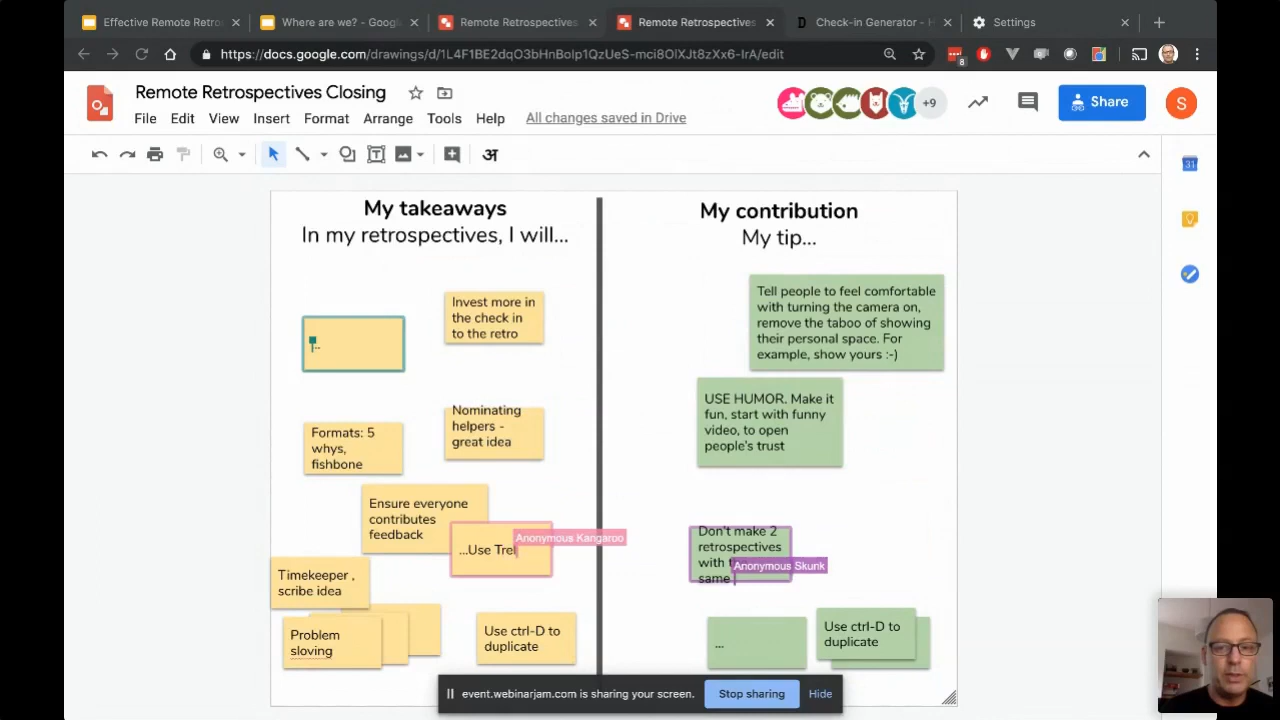 Effective Remote Retro
Where are we? - Goog
Remote Retrospectives
Remote Retrospectives
Check-in Generator - H
Settings
https://docs.google.com/drawings/d/1L4F1BE2dqO3bHnBolp1QzUeS-mci8OlXJt8zXx6-IrA/edit
8
Remote Retrospectives Closing
File Edit View Insert Format Arrange Tools Help All changes saved in Drive
+9
Share
S
अ
31
My takeaways
In my retrospectives, I will...
My contribution
My tip...
Invest more in
the check in
to the retro
Nominating
helpers -
great idea
Formats: 5
whys,
fishbone
Ensure everyone
contributes
feedback
...Use Trel
Anonymous Kangaroo
Timekeeper ,
scribe idea
Problem
sloving
Use ctrl-D to
duplicate
Tell people to feel comfortable
with turning the camera on,
remove the taboo of showing
their personal space. For
example, show yours :-)
USE HUMOR. Make it
fun, start with funny
video, to open
people's trust
Don't make 2
retrospectives
with
same
Anonymous Skunk
...
Use ctrl-D to
duplicate
event.webinarjam.com is sharing your screen.
Stop sharing
Hide